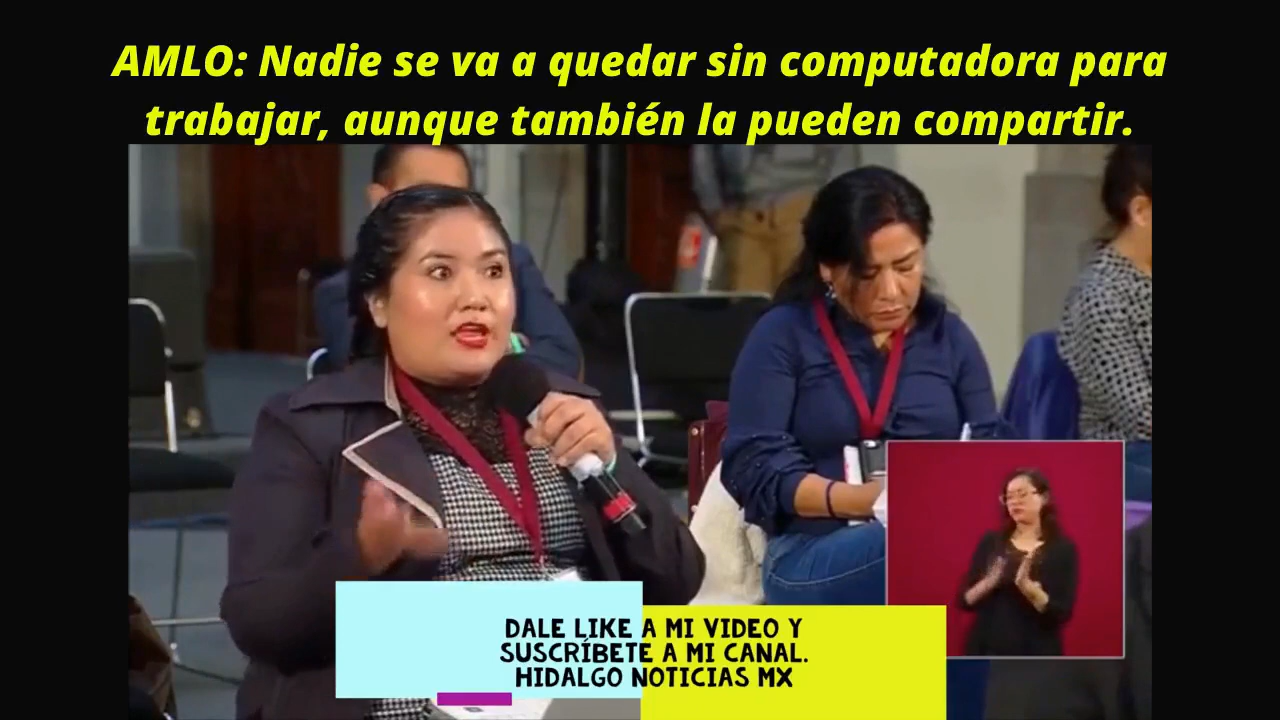 AMLO: Nadie se va a quedar sin computadora para
trabajar, aunque también la pueden compartir.
DALE LIKE A MI VIDEO Y
SUSCRÍBETE A MI CANAL.
HIDALGO NOTICIAS MX